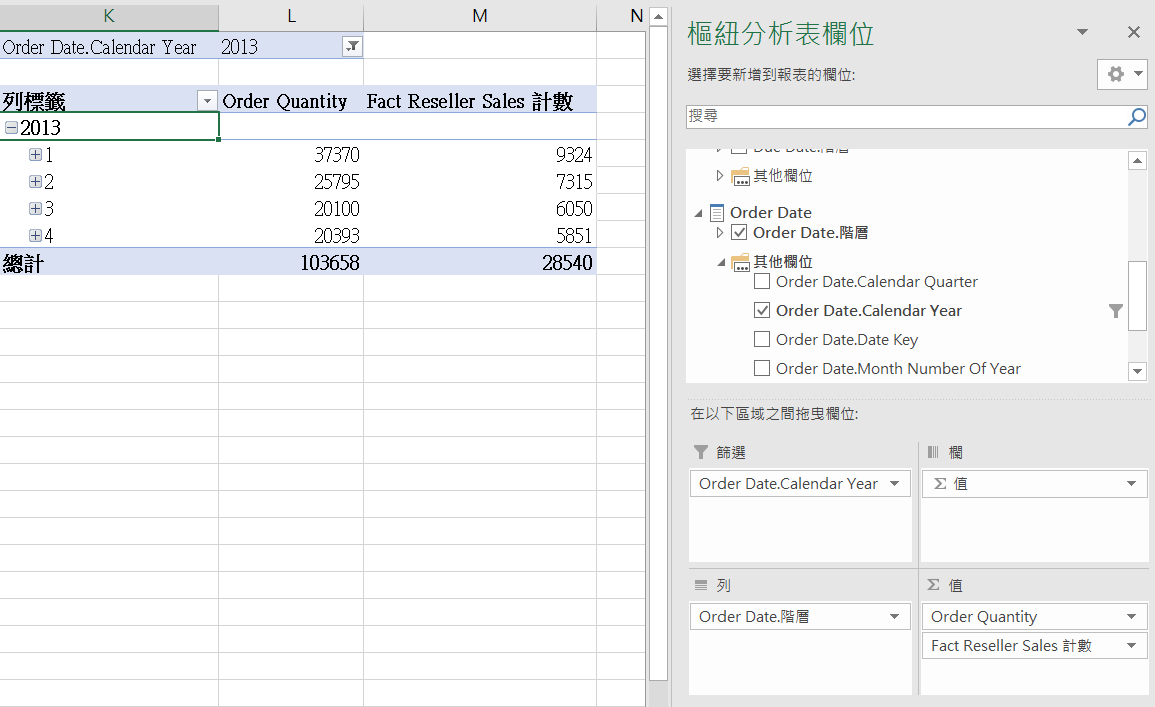 K L M N
Order Date.Calendar Year 2013
列標籤 Order Quantity Fact Reseller Sales 計數
2013
1 37370 9324
2 25795 7315
3 20100 6050
4 20393 5851
總計 103658 28540
樞紐分析表欄位
選擇要新增到報表的欄位:
搜尋
Due Date.階層
其他欄位
Order Date
Order Date.階層
其他欄位
Order Date.Calendar Quarter
Order Date.Calendar Year
Order Date.Date Key
Order Date.Month Number Of Year
在以下區域之間拖曳欄位:
篩選
Order Date.Calendar Year
欄
Σ 值
列
Order Date.階層
Σ 值
Order Quantity
Fact Reseller Sales 計數